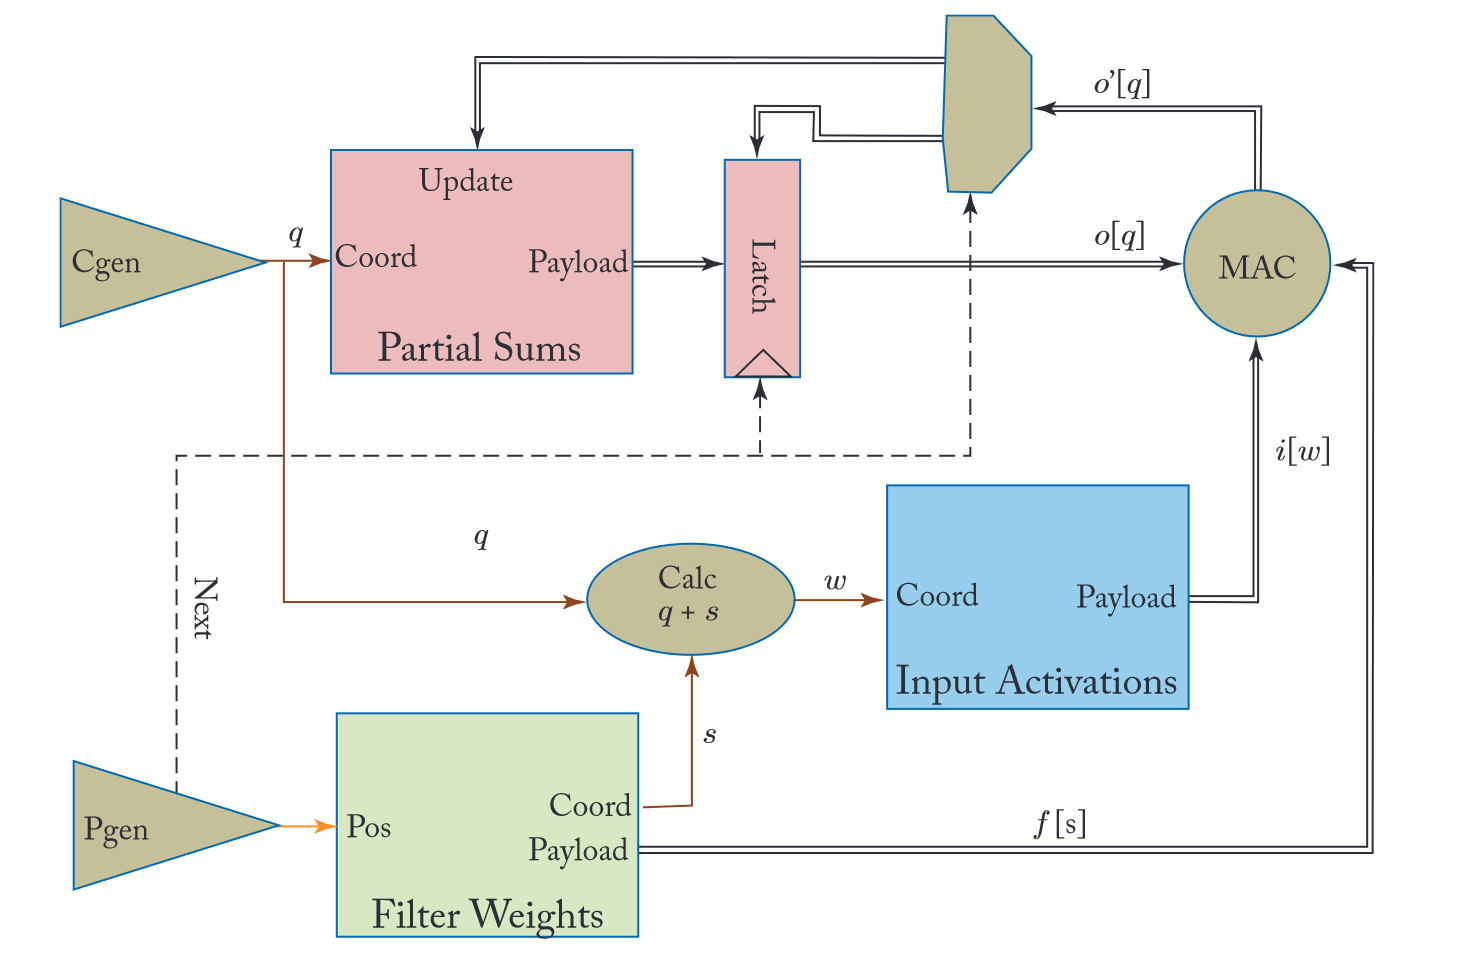 o’[q]
Update
Cgen
q
Coord
Payload
Latch
o[q]
MAC
Partial Sums
i[w]
q
Next
Calc
q + s
w
Coord
Payload
Input Activations
s
Pgen
Pos
Coord
Payload
f[s]
Filter Weights